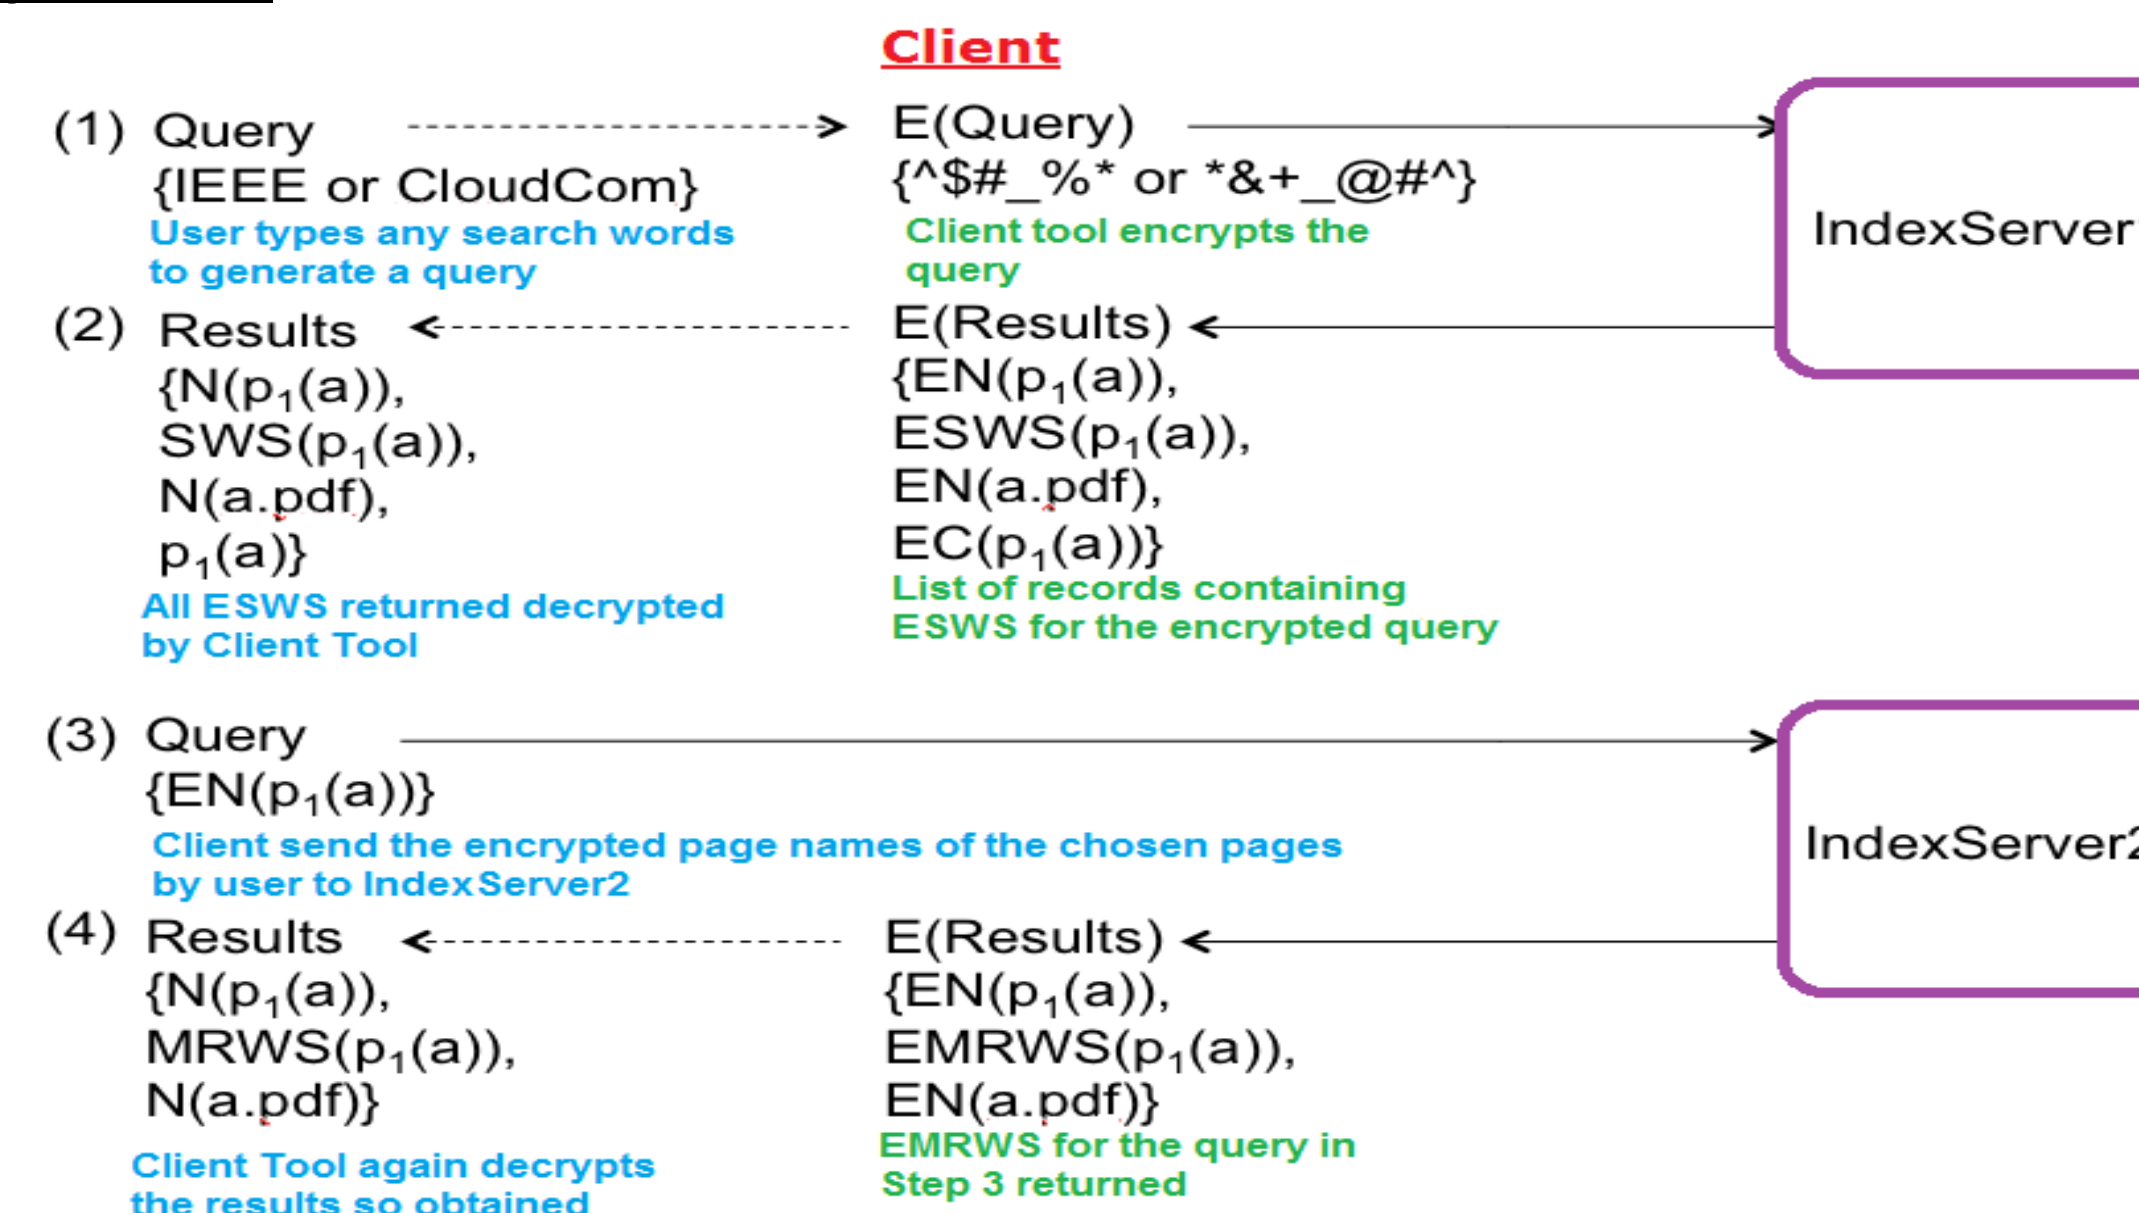 Client
(1) Query E(Query)
{IEEE or CloudCom} {^$#_%* or *&+_@#^}
User types any search words Client tool encrypts the
to generate a query query
IndexServer
(2) Results E(Results)
{N(p₁(a)), {EN(p₁(a)),
SWS(p₁(a)), ESWS(p₁(a)),
N(a.pdf), EN(a.pdf),
p₁(a)} EC(p₁(a))}
All ESWS returned decrypted List of records containing
by Client Tool ESWS for the encrypted query
(3) Query
{EN(p₁(a))}
Client send the encrypted page names of the chosen pages
by user to IndexServer2
IndexServer2
(4) Results E(Results)
{N(p₁(a)), {EN(p₁(a)),
MRWS(p₁(a)), EMRWS(p₁(a)),
N(a.pdf)} EN(a.pdf)}
Client Tool again decrypts EMRWS for the query in
the results so obtained Step 3 returned